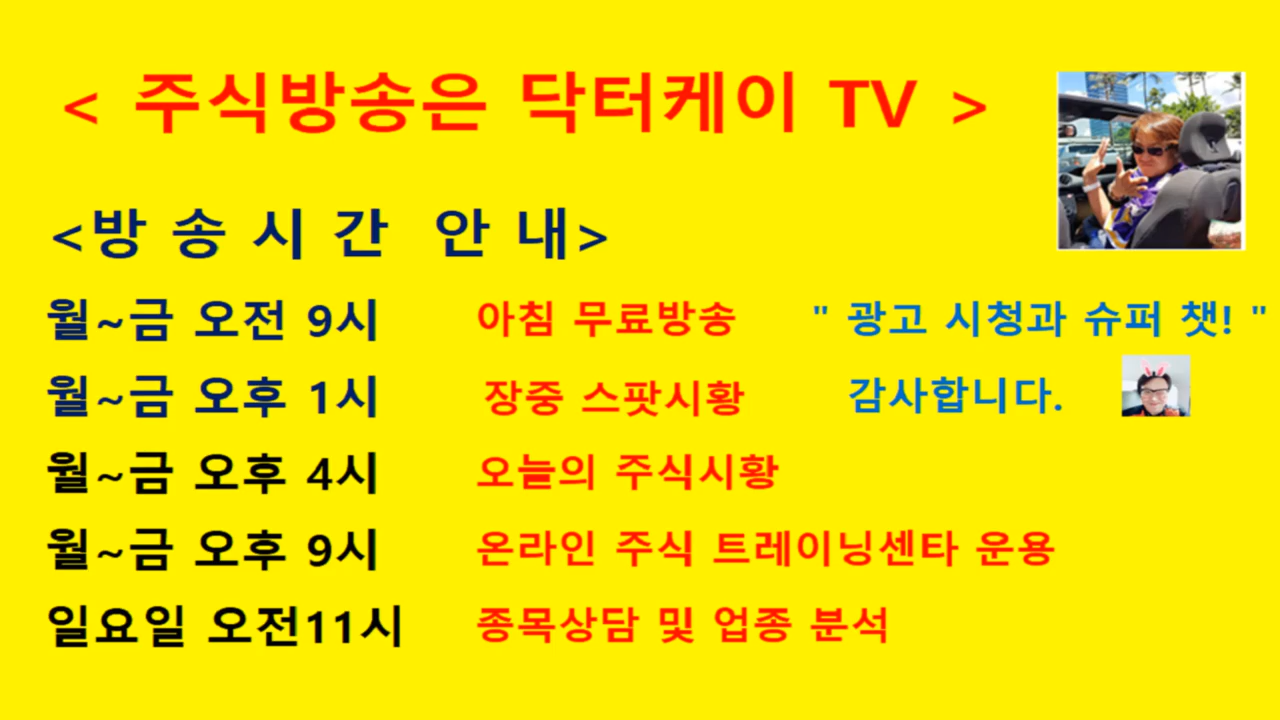 < 주식방송은 닥터케이 TV >
<방 송 시 간 안 내>
월~금 오전 9시 아침 무료방송 " 광고 시청과 슈퍼 챗! "
월~금 오후 1시 장중 스팟시황 감사합니다.
월~금 오후 4시 오늘의 주식시황
월~금 오후 9시 온라인 주식 트레이닝센타 운용
일요일 오전11시 종목상담 및 업종 분석